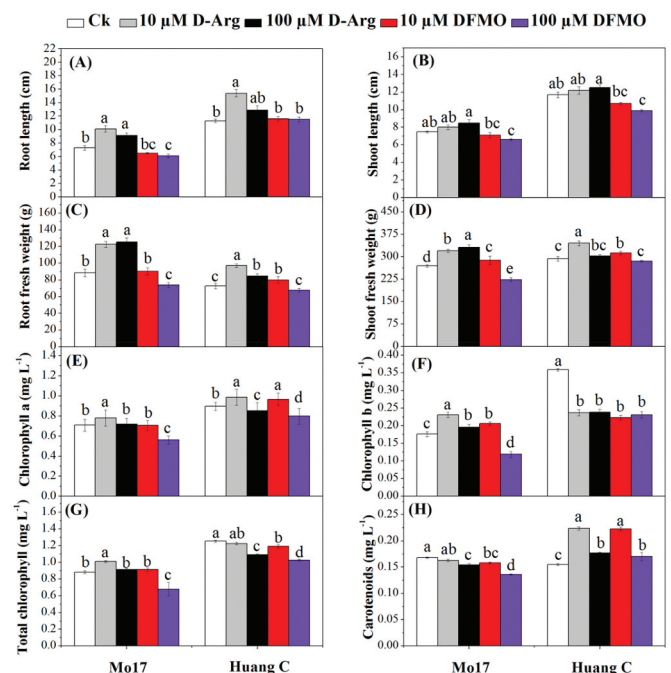 Ck 10 μM D-Arg 100 μM D-Arg 10 μM DFMO 100 μM DFMO
(A)
Root length (cm)
22
20
18
16
14
12
10
8
6
4
2
0
b a a bc c
b a ab b b
(B)
Shoot length (cm)
16
14
12
10
8
6
4
2
0
ab ab a bc c
ab ab a bc c
(C)
Root fresh weight (g)
160
140
120
100
80
60
40
20
0
b a a b c
c a b b c
(D)
Shoot fresh weight (g)
450
375
300
225
150
75
0
d b a c e
c a bc b c
(E)
Chlorophyll a (mg L-1)
1.2
1.0
0.8
0.6
0.4
0.2
0.0
b a b b c
b a c a d
(F)
Chlorophyll b (mg L-1)
0.40
0.35
0.30
0.25
0.20
0.15
0.10
0.05
0.00
c a b b d
a b b b b
(G)
Total chlorophyll (mg L-1)
1.6
1.4
1.2
1.0
0.8
0.6
0.4
0.2
0.0
b a b b c
a ab c b d
Mo17 Huang C
(H)
Carotenoids (mg L-1)
0.25
0.20
0.15
0.10
0.05
0.00
a ab c bc d
c a b a b
Mo17 Huang C